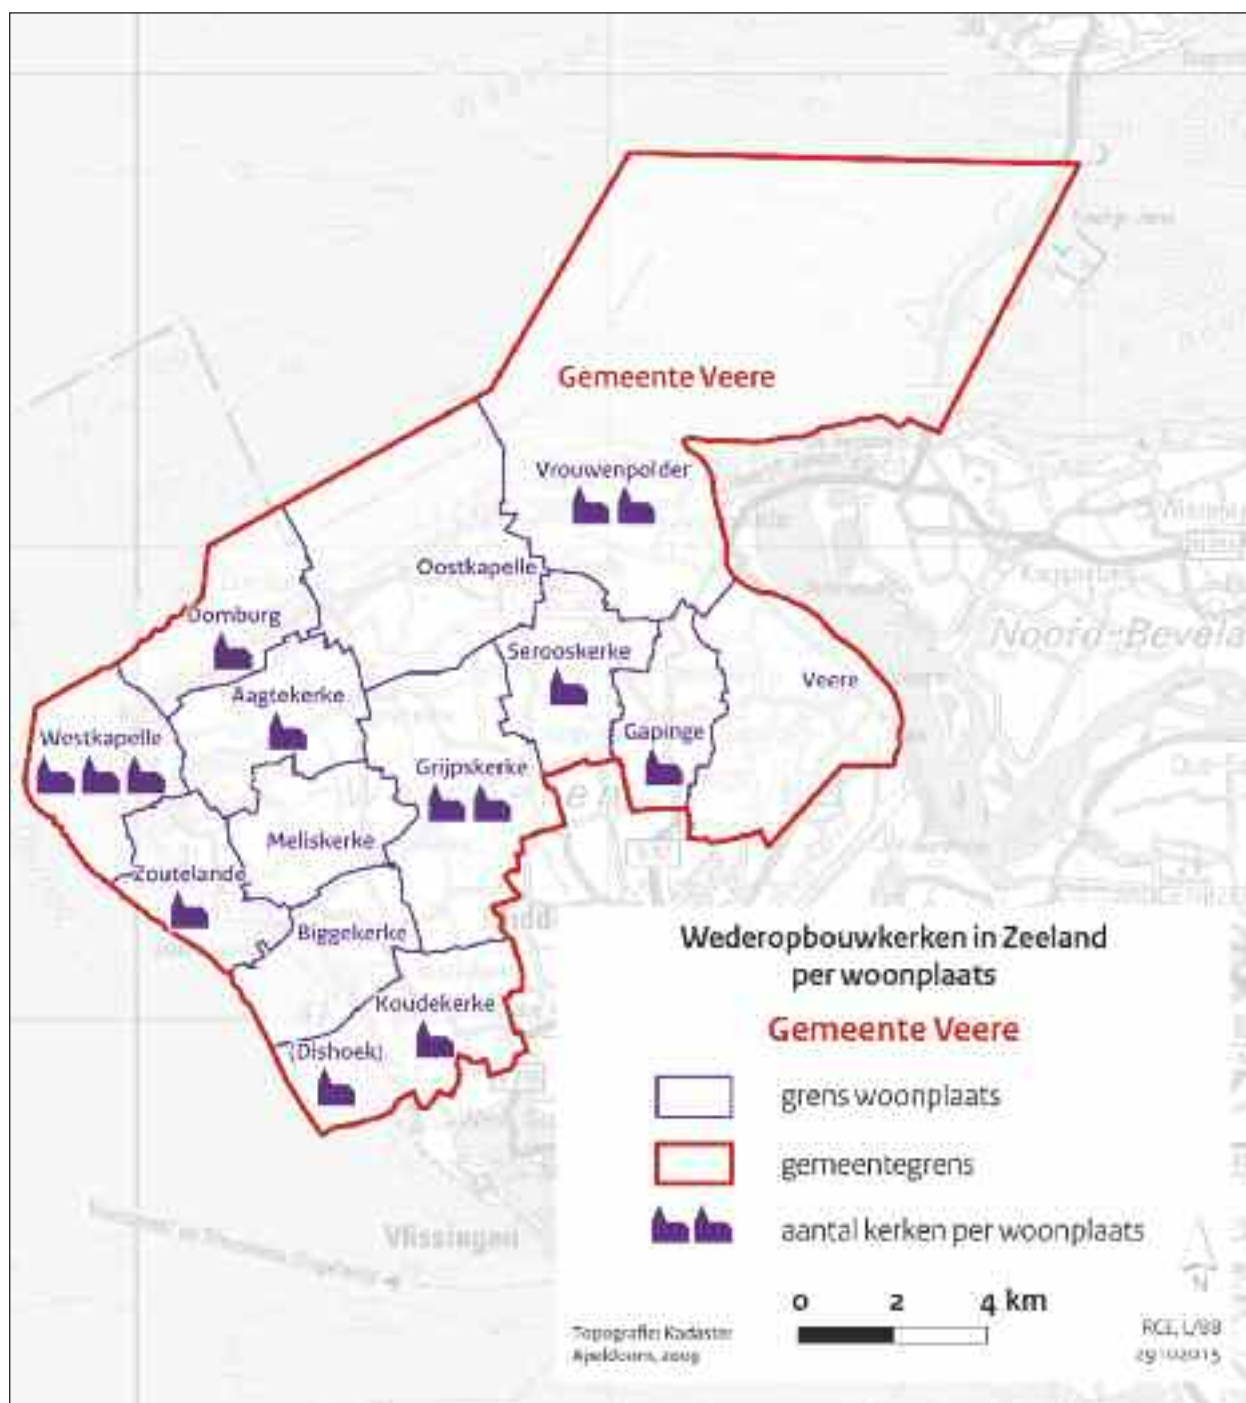 Gemeente Veere
Vrouwenpolder
Oostkapelle
Domburg
Serooskerke
Noord-Bevela
Aagtekerke
Veere
Westkapelle
Gapinge
Grijpskerke
Meliskerke
Zoutelande
Biggekerke
Koudekerke
(Dishoek)
Vlissingen
Wederopbouwkerken in Zeeland
per woonplaats
Gemeente Veere
grens woonplaats
gemeentegrens
aantal kerken per woonplaats
N
0 2 4 km
Topografie: Kadaster
Apeldoorn, 2009
RCE, L/BB